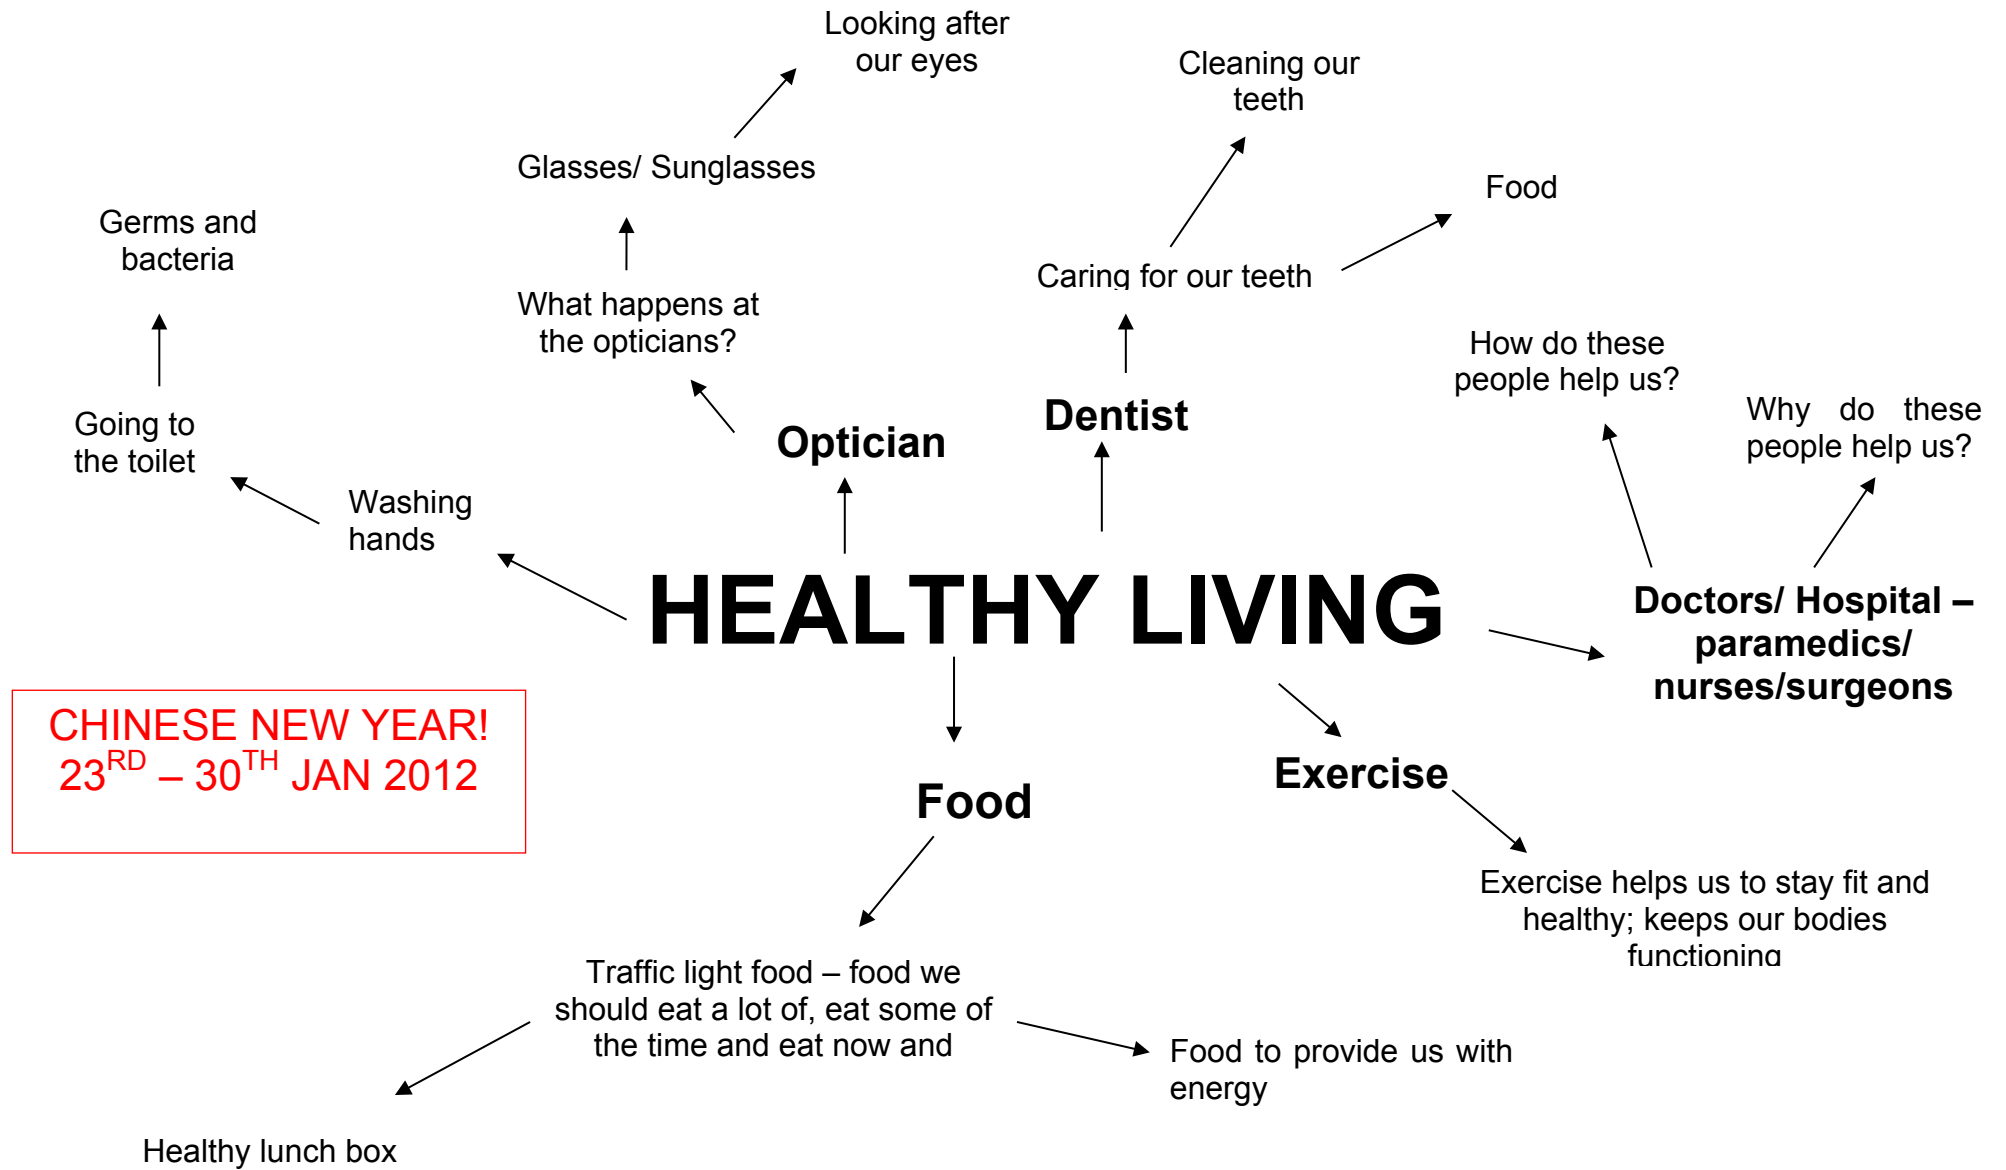 Looking after
our eyes
Cleaning our
teeth
Glasses/ Sunglasses
Food
Germs and
bacteria
Caring for our teeth
What happens at
the opticians?
How do these
people help us?
Why do these
people help us?
Going to
the toilet
Dentist
Optician
Washing
hands
HEALTHY LIVING
Doctors/ Hospital –
paramedics/
nurses/surgeons
CHINESE NEW YEAR!
23RD – 30TH JAN 2012
Food
Exercise
Exercise helps us to stay fit and
healthy; keeps our bodies
functioning
Traffic light food – food we
should eat a lot of, eat some of
the time and eat now and
Food to provide us with
energy
Healthy lunch box